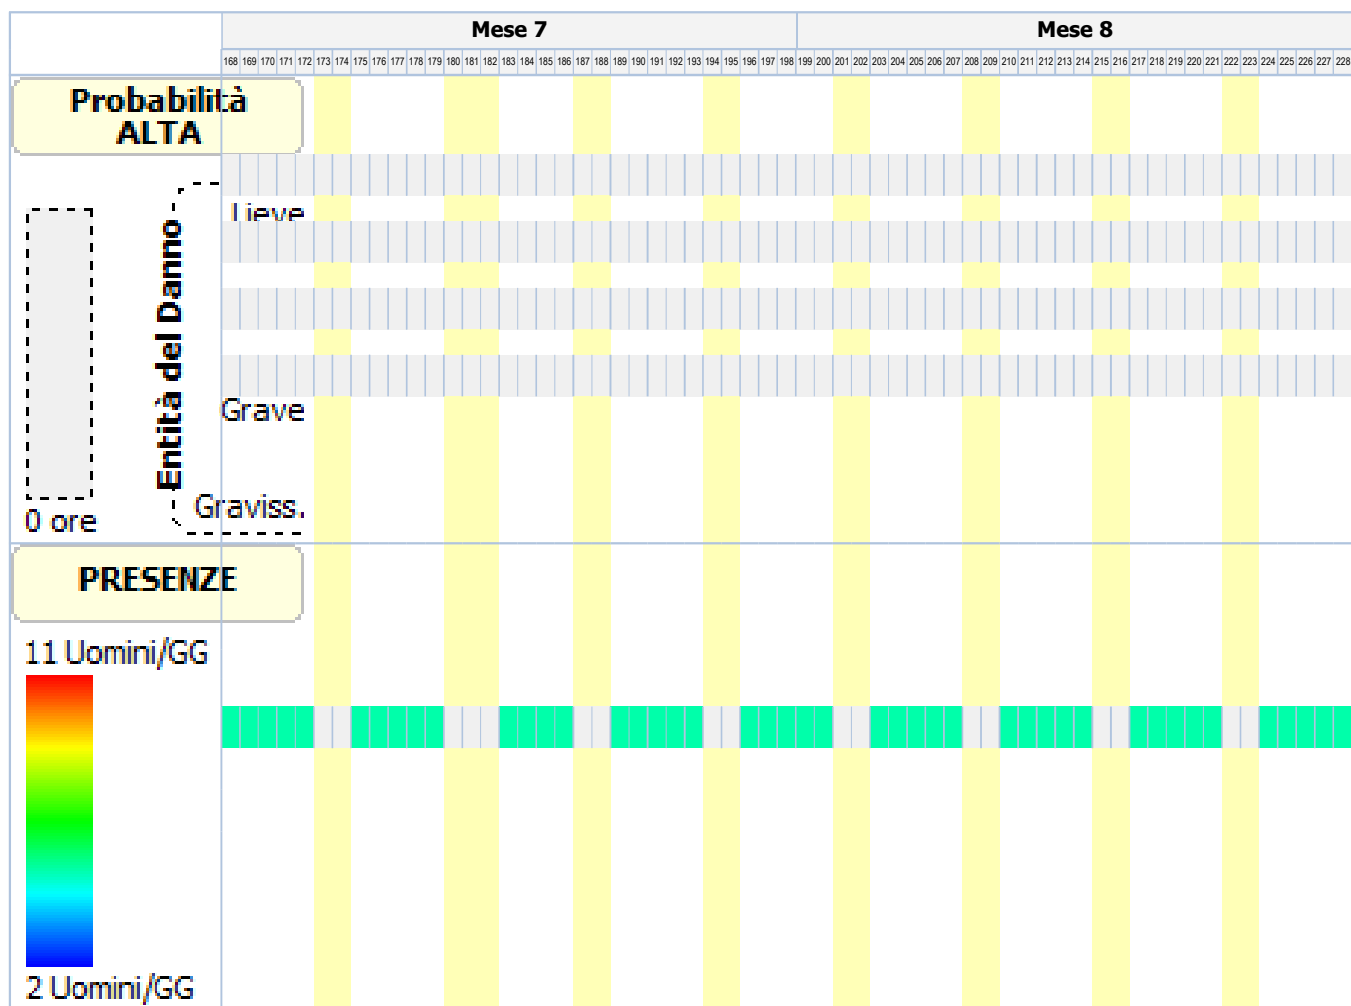 Mese 7 Mese 8
168 169 170 171 172 173 174 175 176 177 178 179 180 181 182 183 184 185 186 187 188 189 190 191 192 193 194 195 196 197 198 199 200 201 202 203 204 205 206 207 208 209 210 211 212 213 214 215 216 217 218 219 220 221 222 223 224 225 226 227 228
Probabilità
ALTA
Lieve
Entità del Danno
Grave
Graviss.
0 ore
PRESENZE
11 Uomini/GG
2 Uomini/GG